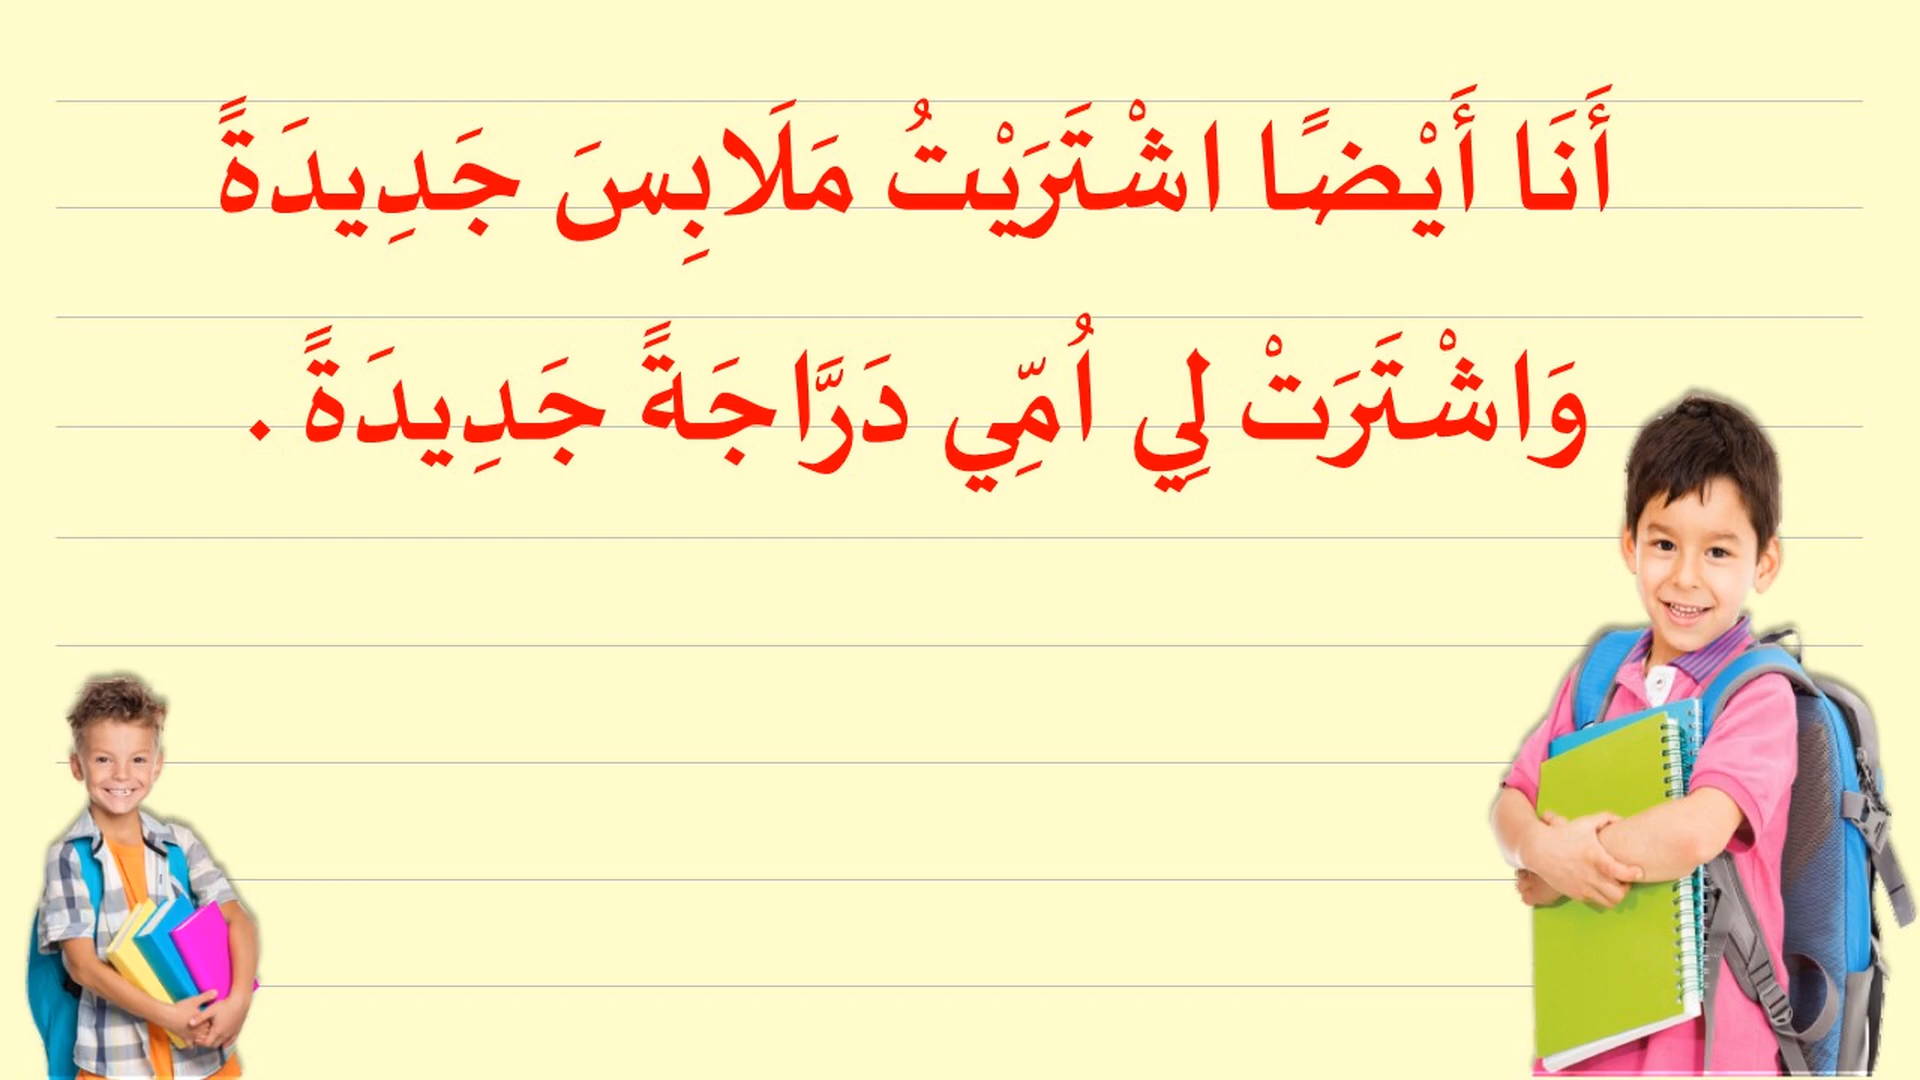 أَنَا أَيْضًا اشْتَرَيْتُ مَلَابِسَ جَدِيدَةً
وَاشْتَرَتْ لِي اُمِّي دَرَّاجَةً جَدِيدَةً .